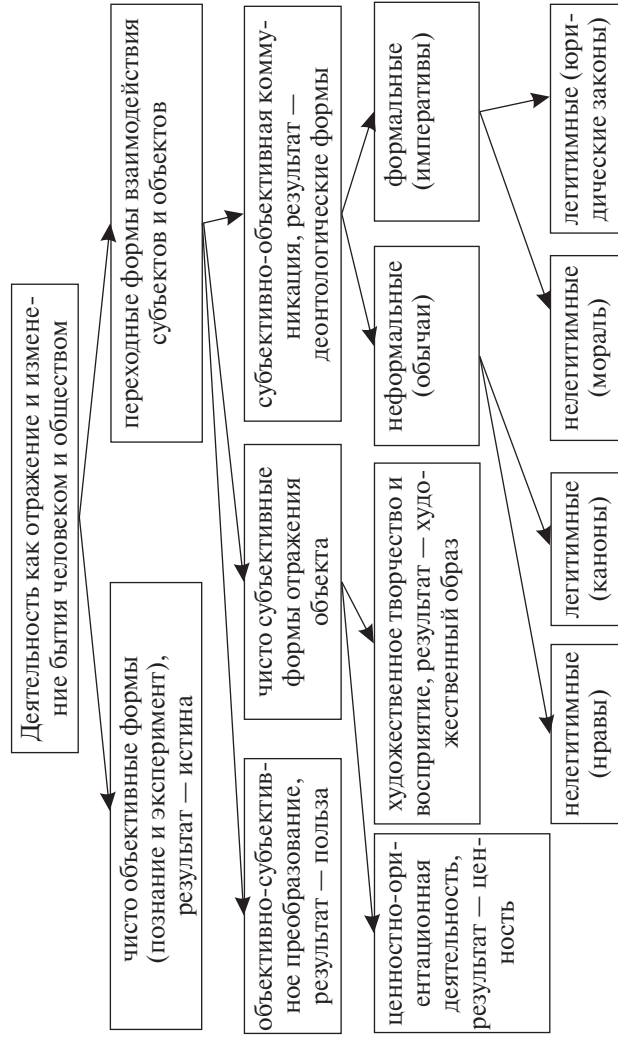 Деятельность как отражение и измене-
ние бытия человеком и обществом
чисто объективные формы
(познание и эксперимент),
результат — истина
переходные формы взаимодействия
субъектов и объектов
объективно-субъектив-
ное преобразование,
результат — польза
чисто субъективные
формы отражения
объекта
субъективно-объективная комму-
никация, результат —
деонтологические формы
ценностно-ори-
ентационная
деятельность,
результат — цен-
ность
художественное творчество и
восприятие, результат — худо-
жественный образ
неформальные
(обычаи)
формальные
(императивы)
нелегитимные
(нравы)
легитимные
(каноны)
нелегитимные
(мораль)
легитимные (юри-
дические законы)